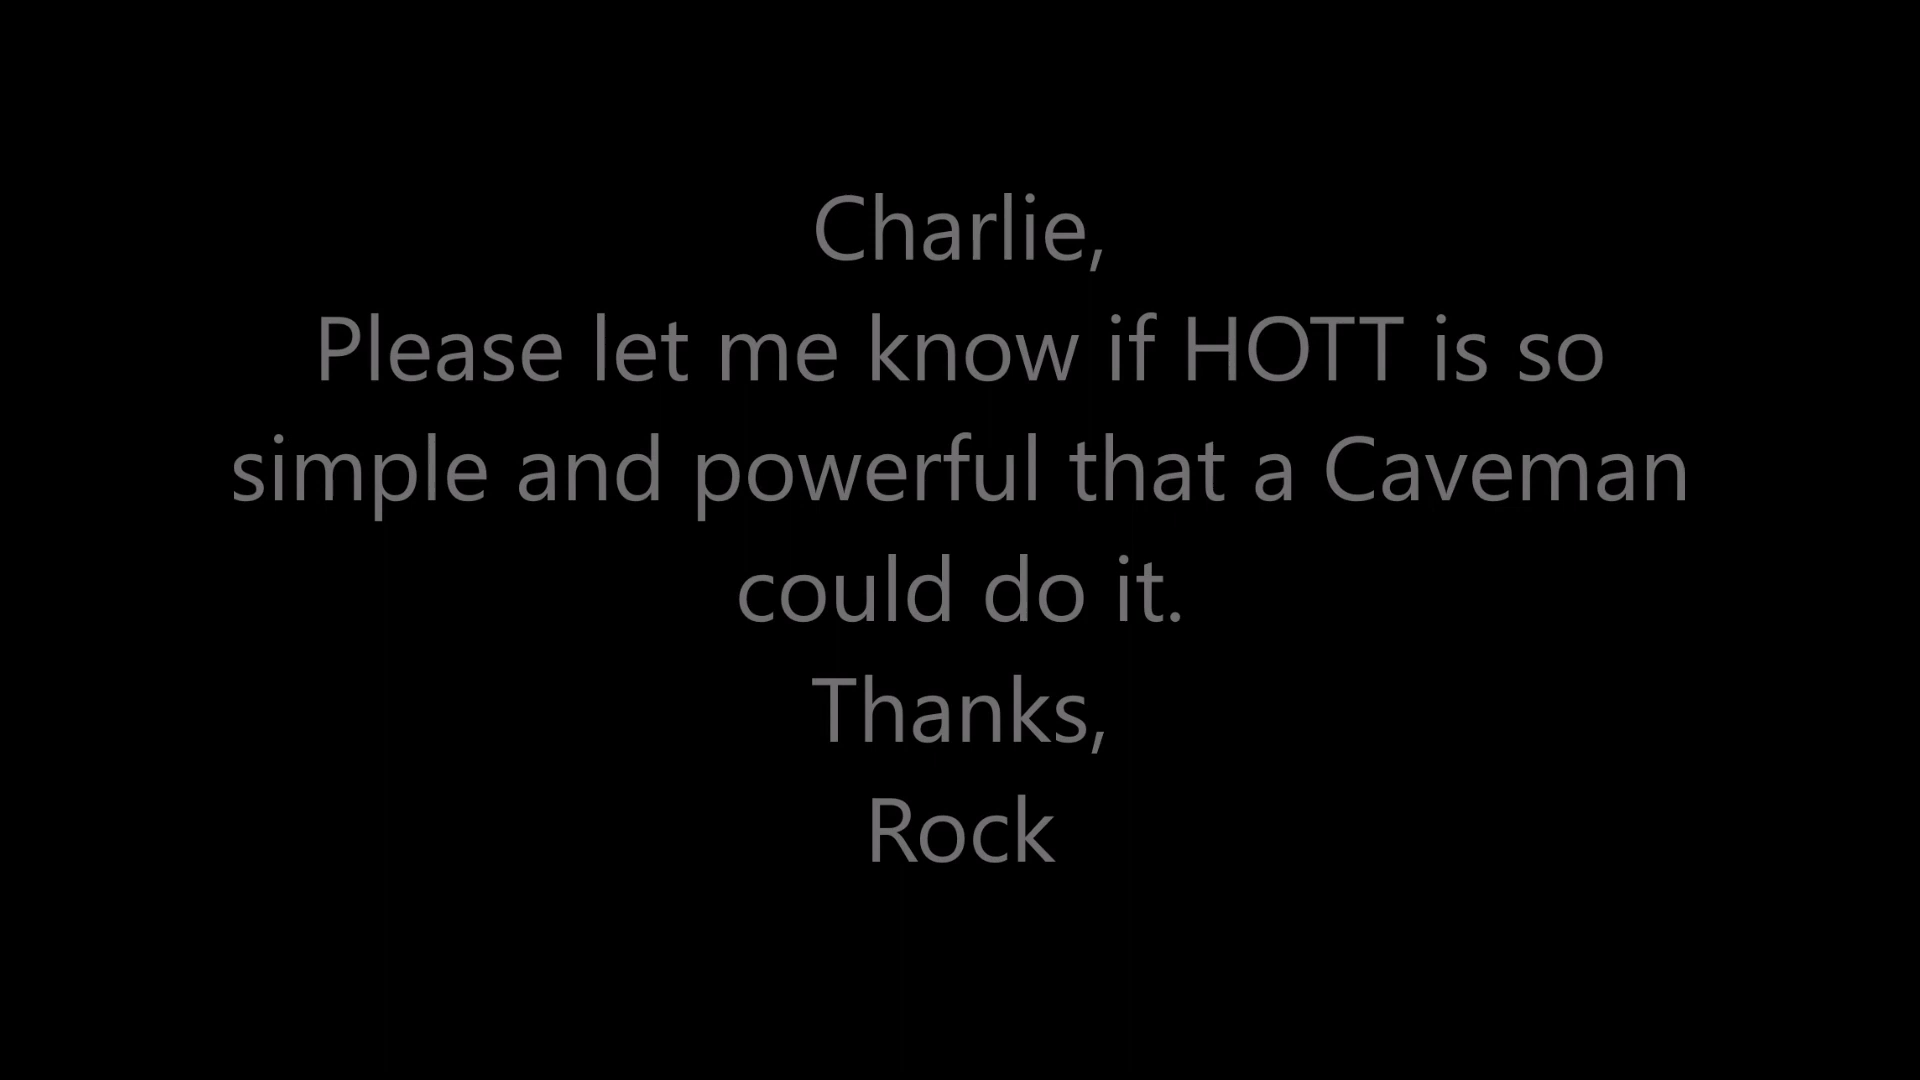 Charlie,
Please let me know if HOTT is so
simple and powerful that a Caveman
could do it.
Thanks,
Rock